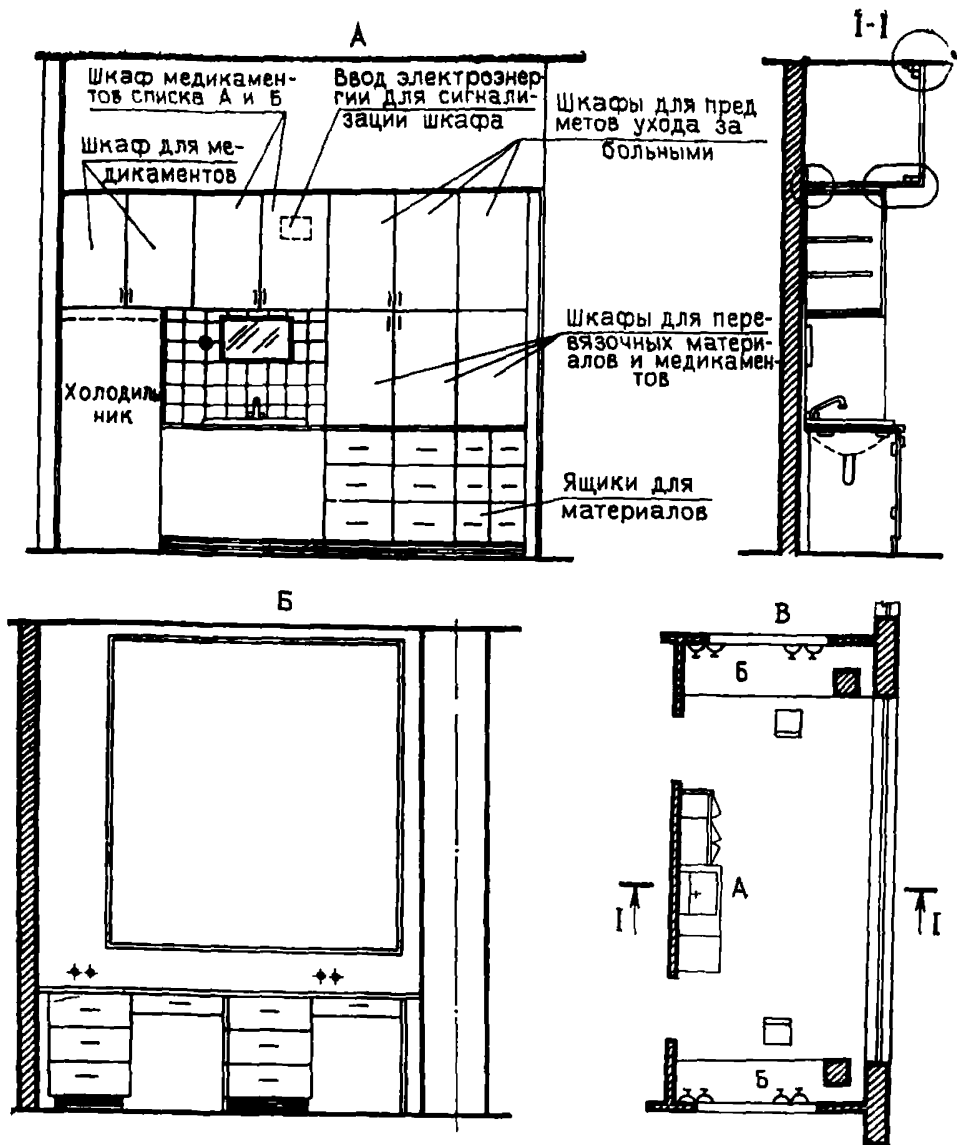 А
I-I
Шкаф медикамен-
тов списка А и Б
Ввод электроэнер-
гии для сигнали-
зации шкафа
Шкафы для пред
метов ухода за
больными
Шкаф для ме-
дикаментов
Шкафы для пере-
вязочных матери-
алов и медикамен-
тов
Холодиль
ник
Ящики для
материалов
Б
В
Б
А
I
I
Б